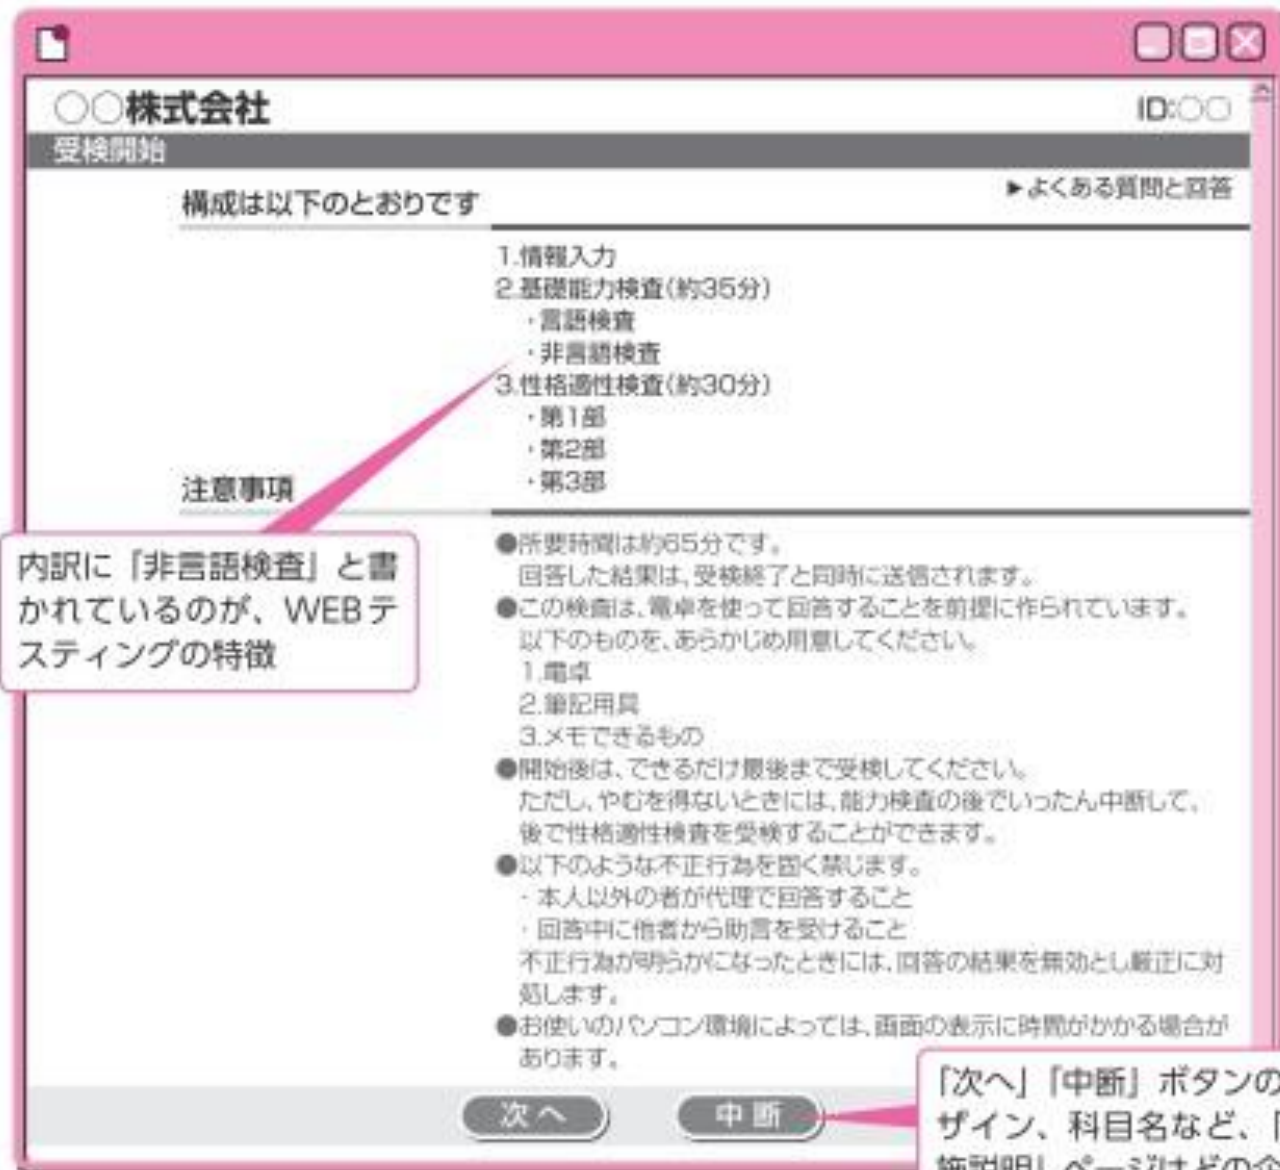 ○○株式会社
ID:○○
受検開始
▶よくある質問と回答
構成は以下のとおりです
1.情報入力
2.基礎能力検査(約35分)
・言語検査
・非言語検査
3.性格適性検査(約30分)
・第1部
・第2部
・第3部
注意事項
内訳に「非言語検査」と書
かれているのが、WEBテ
スティングの特徴
●所要時間は約65分です。
回答した結果は、受検終了と同時に送信されます。
●この検査は、電卓を使って回答することを前提に作られています。
以下のものを、あらかじめ用意してください。
1.電卓
2.筆記用具
3.メモできるもの
●開始後は、できるだけ最後まで受検してください。
ただし、やむを得ないときには、能力検査の後でいったん中断して、
後で性格適性検査を受検することができます。
●以下のような不正行為を固く禁じます。
・本人以外の者が代理で回答すること
・回答中に他者から助言を受けること
不正行為が明らかになったときには、回答の結果を無効とし厳正に対
処します。
●お使いのパソコン環境によっては、画面の表示に時間がかかる場合が
あります。
次へ
中断
「次へ」「中断」ボタンの
ザイン、科目名など、「
施説明」ページはどの